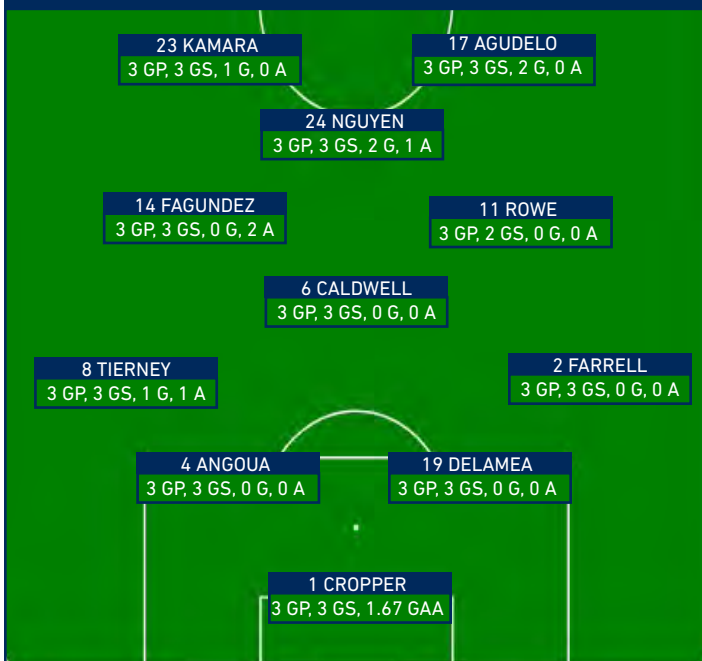 23 KAMARA
3 GP, 3 GS, 1 G, 0 A
17 AGUDELO
3 GP, 3 GS, 2 G, 0 A
24 NGUYEN
3 GP, 3 GS, 2 G, 1 A
14 FAGUNDEZ
3 GP, 3 GS, 0 G, 2 A
11 ROWE
3 GP, 2 GS, 0 G, 0 A
6 CALDWELL
3 GP, 3 GS, 0 G, 0 A
8 TIERNEY
3 GP, 3 GS, 1 G, 1 A
2 FARRELL
3 GP, 3 GS, 0 G, 0 A
4 ANGOUA
3 GP, 3 GS, 0 G, 0 A
19 DELAMEA
3 GP, 3 GS, 0 G, 0 A
1 CROPPER
3 GP, 3 GS, 1.67 GAA